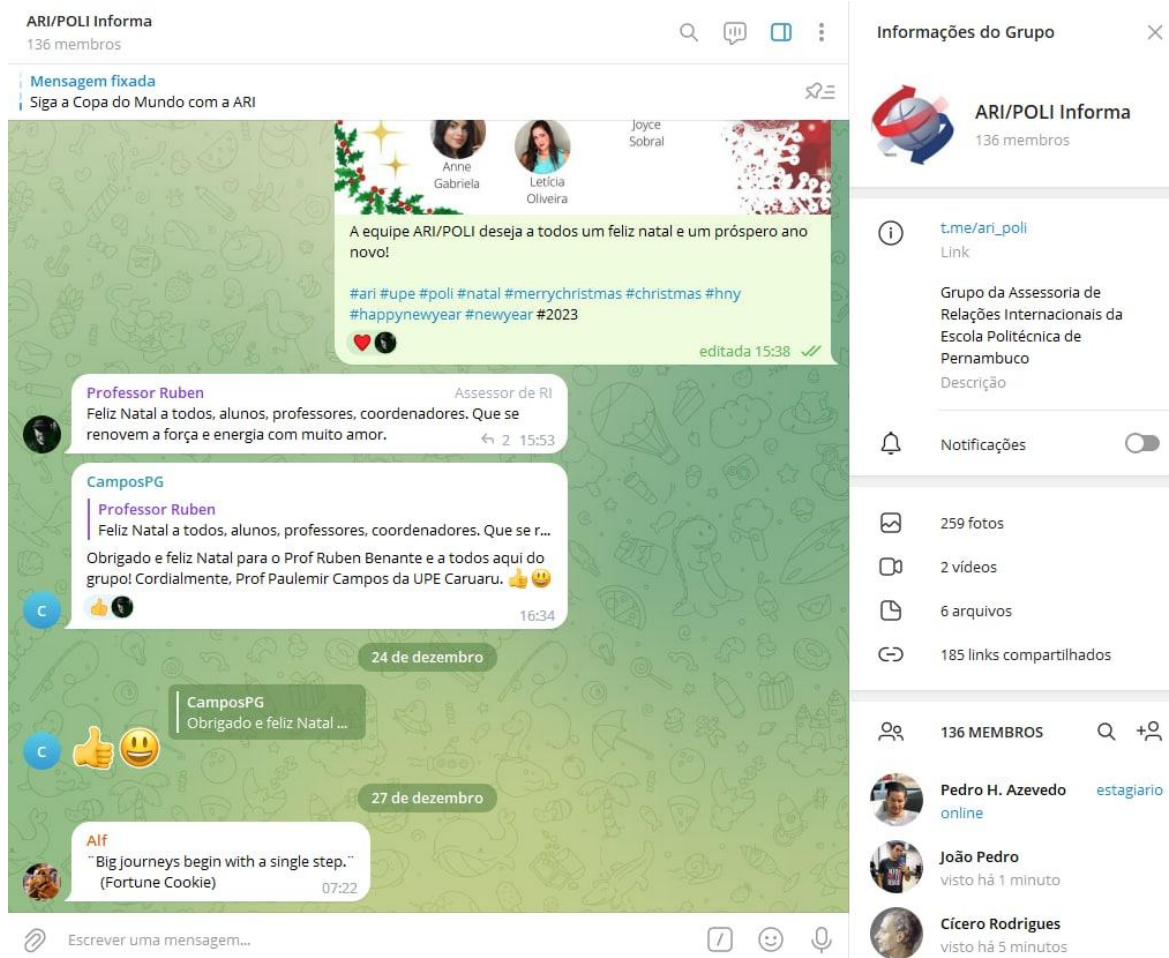 ARI/POLI Informa
136 membros
Mensagem fixada
Siga a Copa do Mundo com a ARI
Anne
Gabriela
Letícia
Oliveira
Joyce
Sobral
A equipe ARI/POLI deseja a todos um feliz natal e um próspero ano
novo!
#ari #upe #poli #natal #merrychristmas #christmas #hny
#happynewyear #newyear #2023
editada 15:38
Professor Ruben Assessor de RI
Feliz Natal a todos, alunos, professores, coordenadores. Que se
renovem a força e energia com muito amor.
2 15:53
CamposPG
Professor Ruben
Feliz Natal a todos, alunos, professores, coordenadores. Que se r...
Obrigado e feliz Natal para o Prof Ruben Benante e a todos aqui do
grupo! Cordialmente, Prof Paulemir Campos da UPE Caruaru. 👍😃
16:34
C
24 de dezembro
CamposPG
Obrigado e feliz Natal ...
C
27 de dezembro
Alf
¨Big journeys begin with a single step.¨
(Fortune Cookie)
07:22
Escrever uma mensagem...
Informações do Grupo
ARI/POLI Informa
136 membros
t.me/ari_poli
Link
Grupo da Assessoria de
Relações Internacionais da
Escola Politécnica de
Pernambuco
Descrição
Notificações
259 fotos
2 vídeos
6 arquivos
185 links compartilhados
136 MEMBROS
Pedro H. Azevedo estagiario
online
João Pedro
visto há 1 minuto
Cícero Rodrigues
visto há 5 minutos